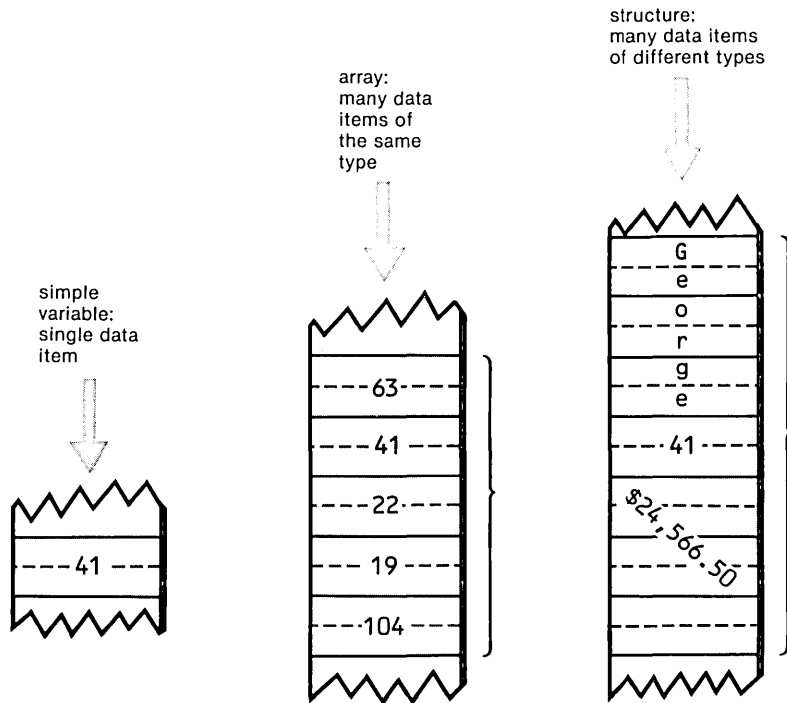 simple
variable:
single data
item
41
array:
many data
items of
the same
type
63
41
22
19
104
structure:
many data items
of different types
G
e
o
r
g
e
41
$24,566.50